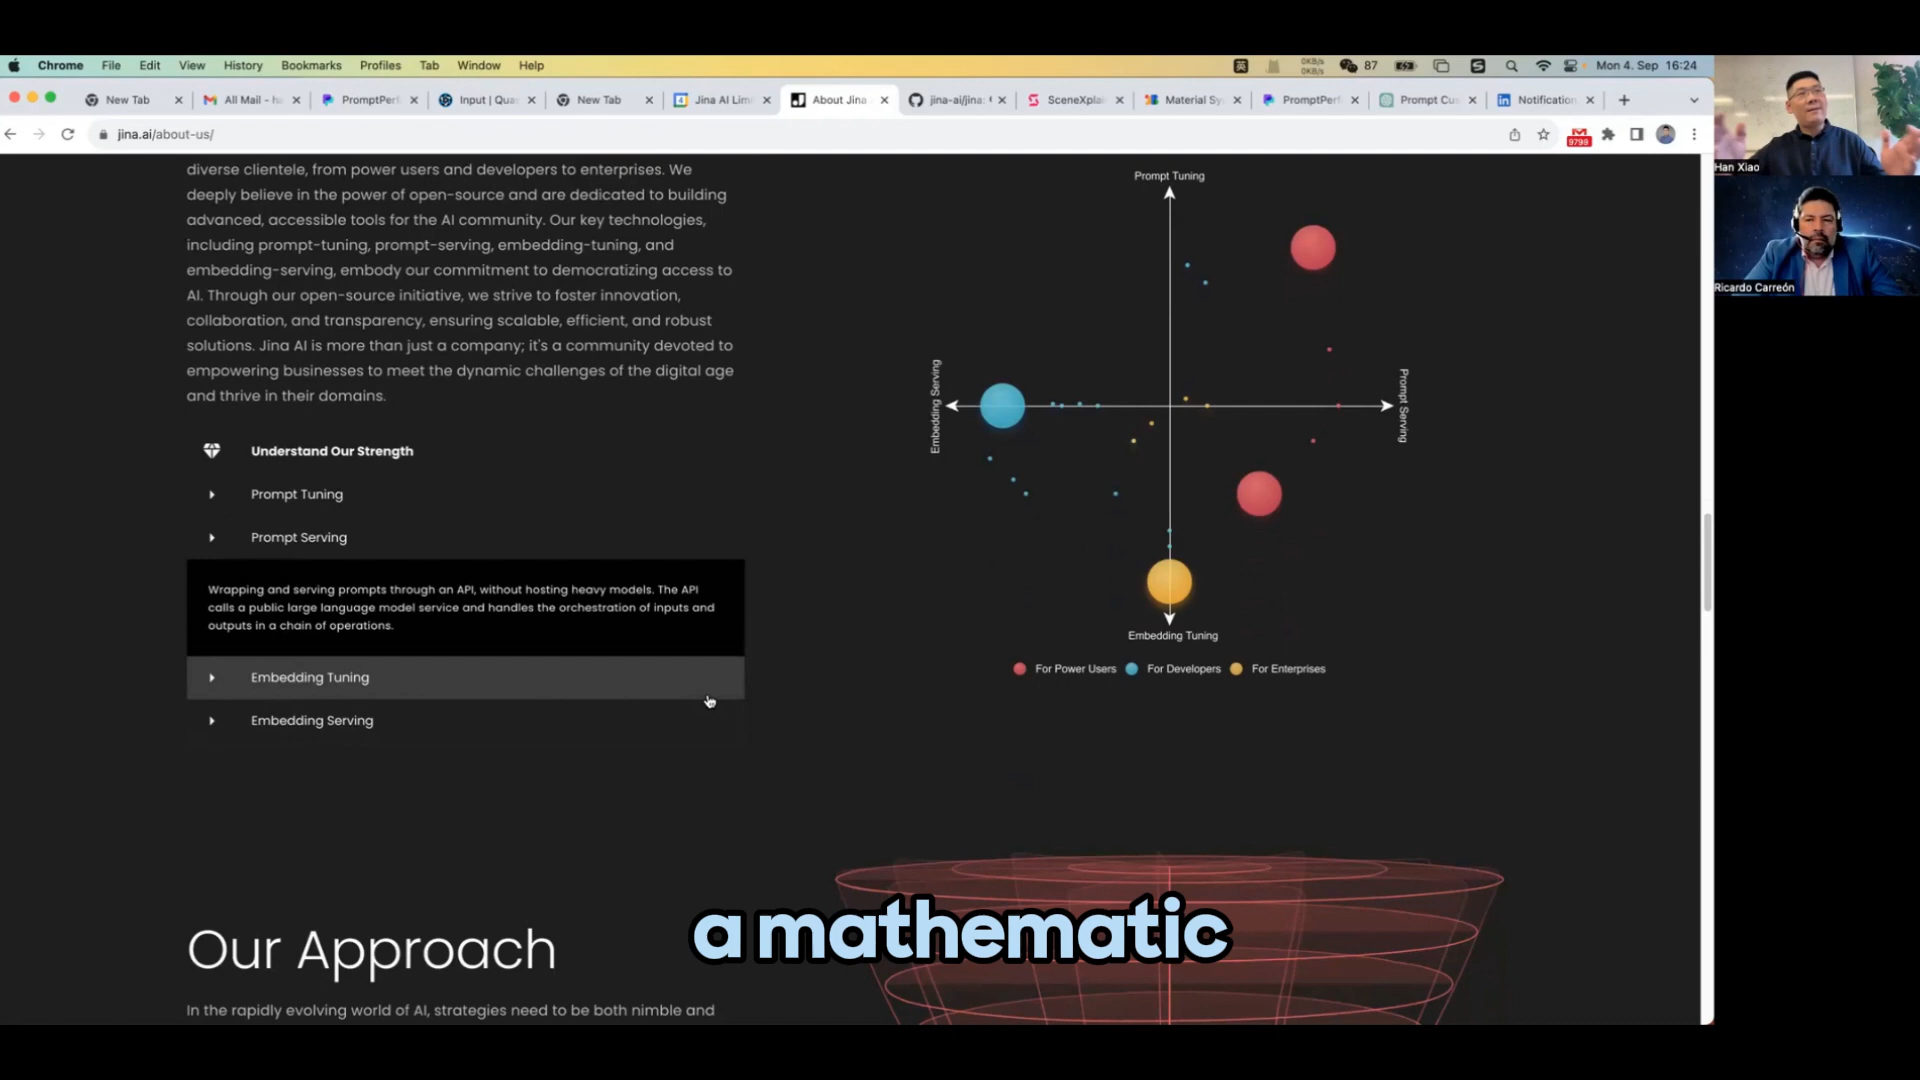 Chrome File Edit View History Bookmarks Profiles Tab Window Help
英 0KB/s 0KB/s 87 Mon 4. Sep 16:24
New Tab All Mail - ha PromptPerf Input | Qua New Tab Jina AI Lim About Jina jina-ai/jina: SceneXplai Material Sy PromptPerf Prompt Cus Notification
jina.ai/about-us/
9799
Han Xiao
Ricardo Carreón
diverse clientele, from power users and developers to enterprises. We
deeply believe in the power of open-source and are dedicated to building
advanced, accessible tools for the AI community. Our key technologies,
including prompt-tuning, prompt-serving, embedding-tuning, and
embedding-serving, embody our commitment to democratizing access to
AI. Through our open-source initiative, we strive to foster innovation,
collaboration, and transparency, ensuring scalable, efficient, and robust
solutions. Jina AI is more than just a company; it's a community devoted to
empowering businesses to meet the dynamic challenges of the digital age
and thrive in their domains.
Understand Our Strength
Prompt Tuning
Prompt Serving
Wrapping and serving prompts through an API, without hosting heavy models. The API
calls a public large language model service and handles the orchestration of inputs and
outputs in a chain of operations.
Embedding Tuning
Embedding Serving
Prompt Tuning
Embedding Serving
Prompt Serving
Embedding Tuning
For Power Users For Developers For Enterprises
Our Approach
In the rapidly evolving world of AI, strategies need to be both nimble and
a mathematic